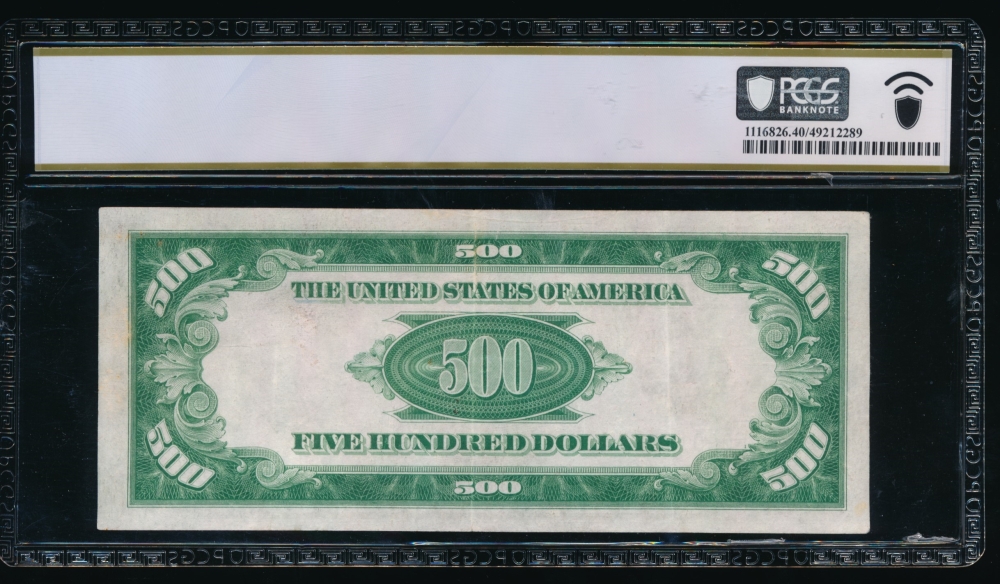 PCGS
BANKNOTE
1116826.40/49212289
500
500
500
THE UNITED STATES OF AMERICA
500
FIVE HUNDRED DOLLARS
500
500
500